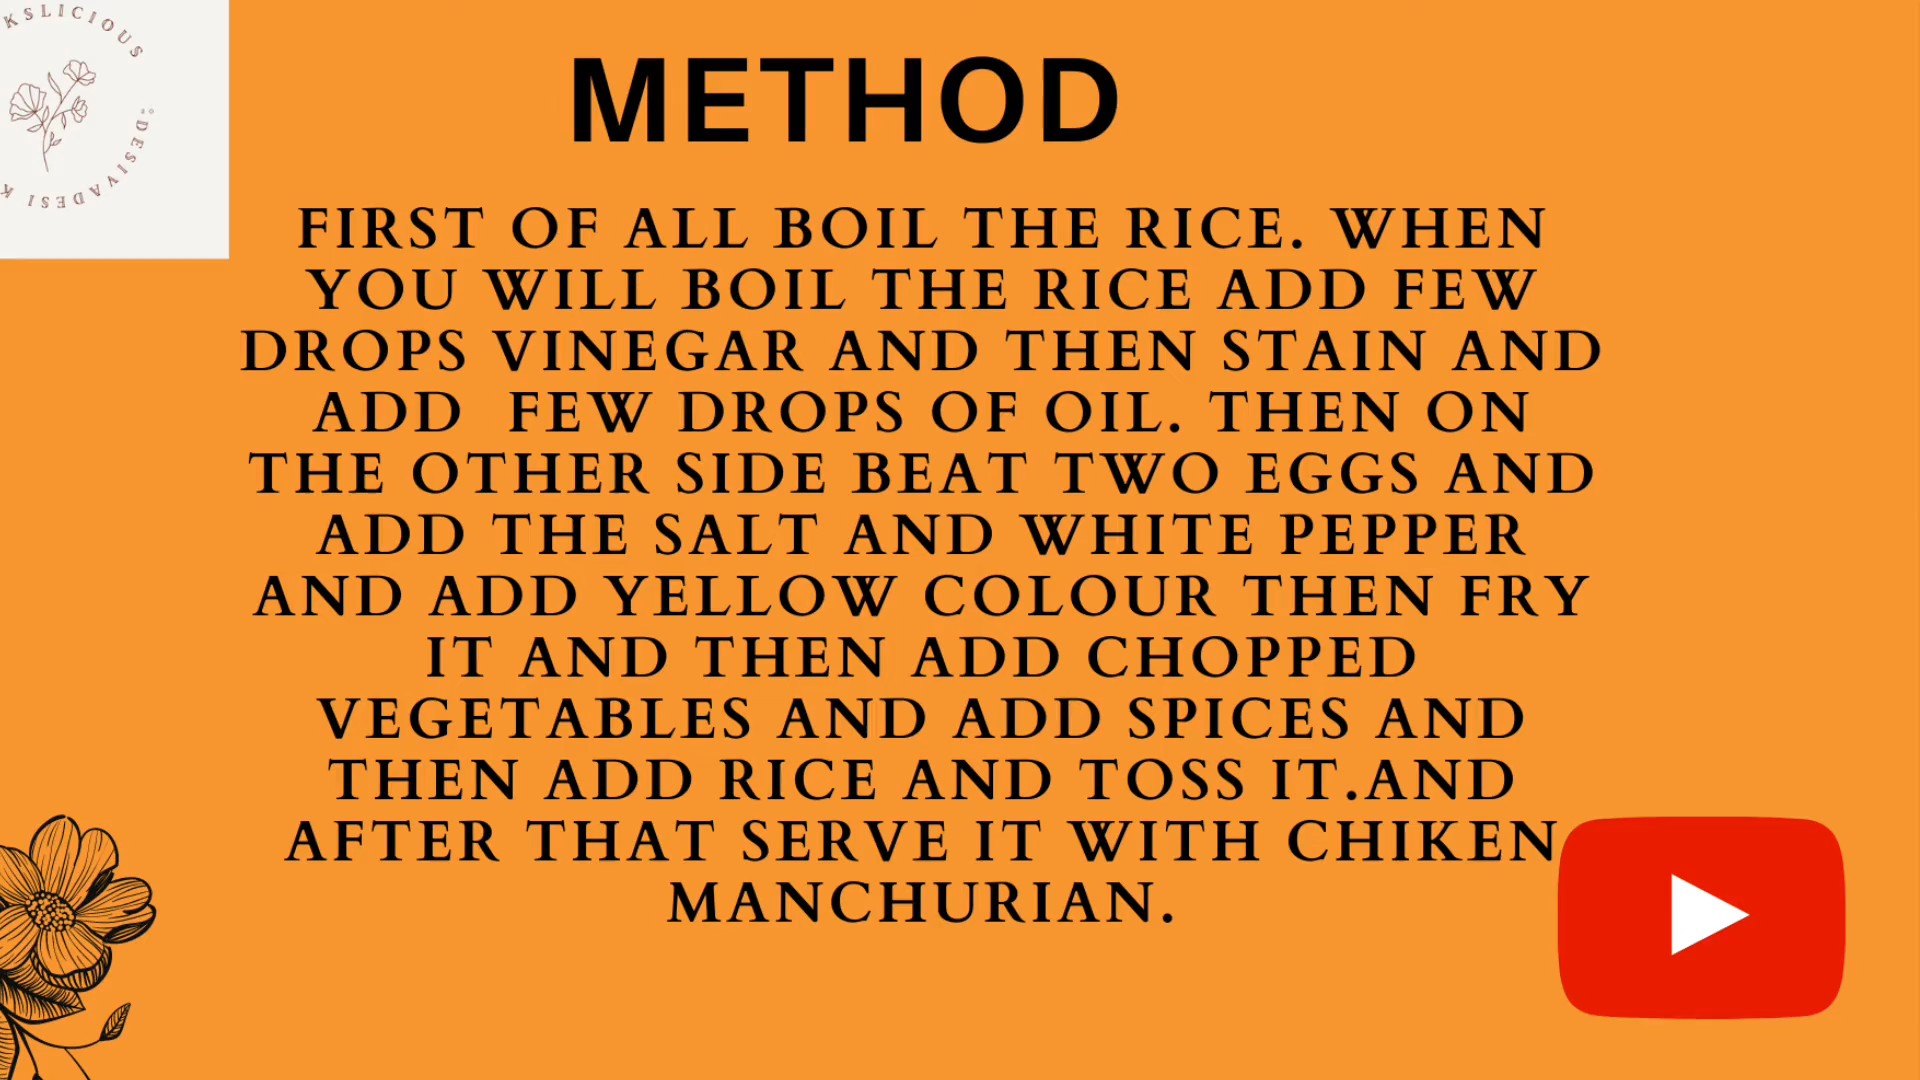 KSLICIOUS
DESIVADESI K
METHOD
FIRST OF ALL BOIL THE RICE. WHEN
YOU WILL BOIL THE RICE ADD FEW
DROPS VINEGAR AND THEN STAIN AND
ADD FEW DROPS OF OIL. THEN ON
THE OTHER SIDE BEAT TWO EGGS AND
ADD THE SALT AND WHITE PEPPER
AND ADD YELLOW COLOUR THEN FRY
IT AND THEN ADD CHOPPED
VEGETABLES AND ADD SPICES AND
THEN ADD RICE AND TOSS IT.AND
AFTER THAT SERVE IT WITH CHIKEN
MANCHURIAN.